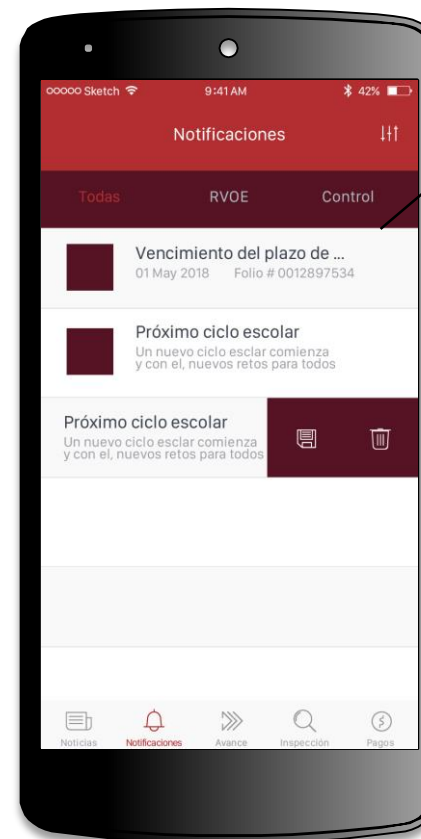 ooooo Sketch 9:41 AM 42%
Notificaciones
Todas RVOE Control
Vencimiento del plazo de ...
01 May 2018 Folio # 0012897534
Próximo ciclo escolar
Un nuevo ciclo esclar comienza
y con el, nuevos retos para todos
Próximo ciclo escolar
Un nuevo ciclo esclar comienza
y con el, nuevos retos para todos
Noticias Notificaciones Avance Inspección Pagos